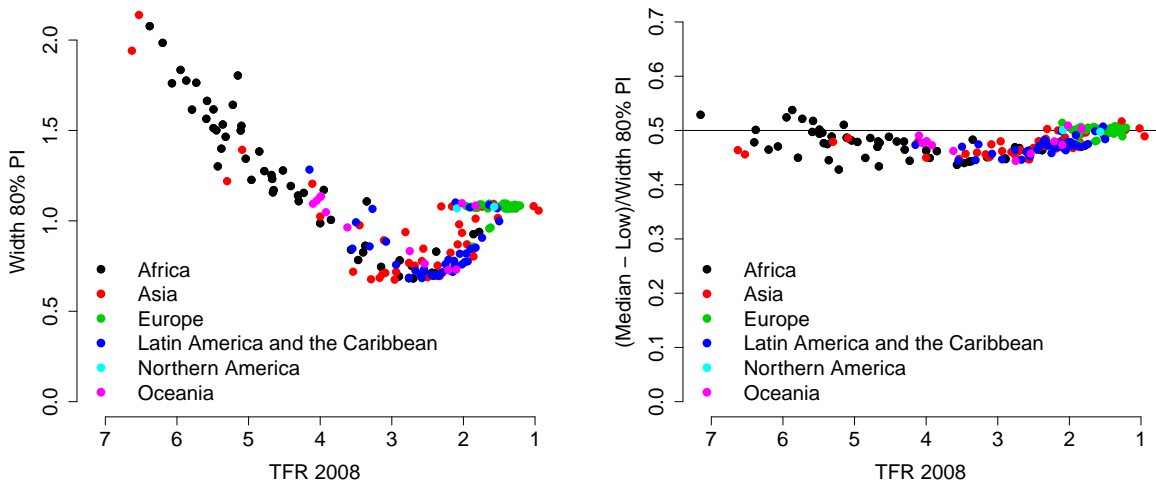 Width 80% PI
2.0
1.5
1.0
0.5
0.0
Africa
Asia
Europe
Latin America and the Caribbean
Northern America
Oceania
7 6 5 4 3 2 1
TFR 2008
(Median − Low)/Width 80% PI
0.7
0.6
0.5
0.4
0.3
0.2
0.1
0.0
Africa
Asia
Europe
Latin America and the Caribbean
Northern America
Oceania
7 6 5 4 3 2 1
TFR 2008